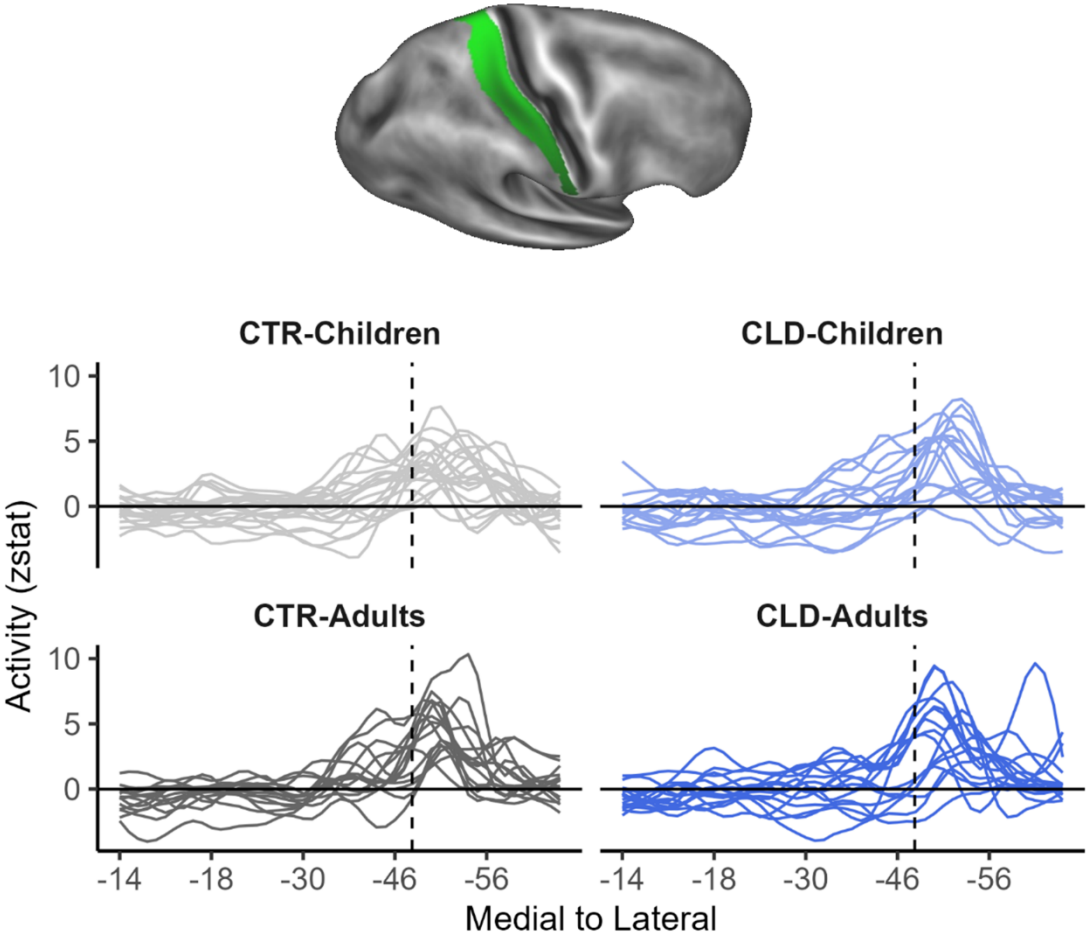 CTR-Children
CLD-Children
10
5
0
Activity (zstat)
CTR-Adults
CLD-Adults
10
5
0
-14 -18 -30 -46 -56 -14 -18 -30 -46 -56
Medial to Lateral